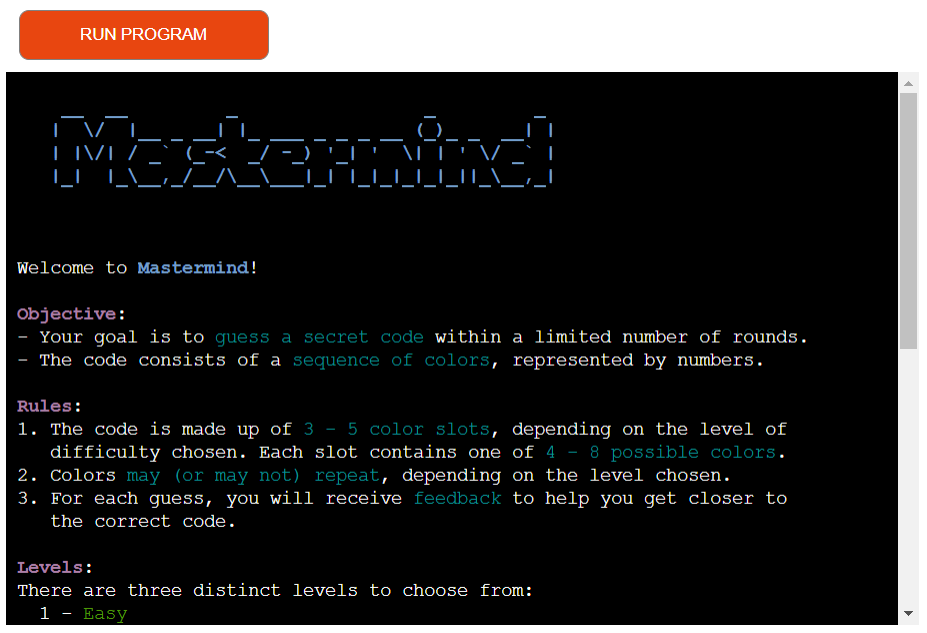 RUN PROGRAM
Mastermind
Welcome to Mastermind!
Objective:
- Your goal is to guess a secret code within a limited number of rounds.
- The code consists of a sequence of colors, represented by numbers.
Rules:
1. The code is made up of 3 - 5 color slots, depending on the level of
difficulty chosen. Each slot contains one of 4 - 8 possible colors.
2. Colors may (or may not) repeat, depending on the level chosen.
3. For each guess, you will receive feedback to help you get closer to
the correct code.
Levels:
There are three distinct levels to choose from:
1 - Easy